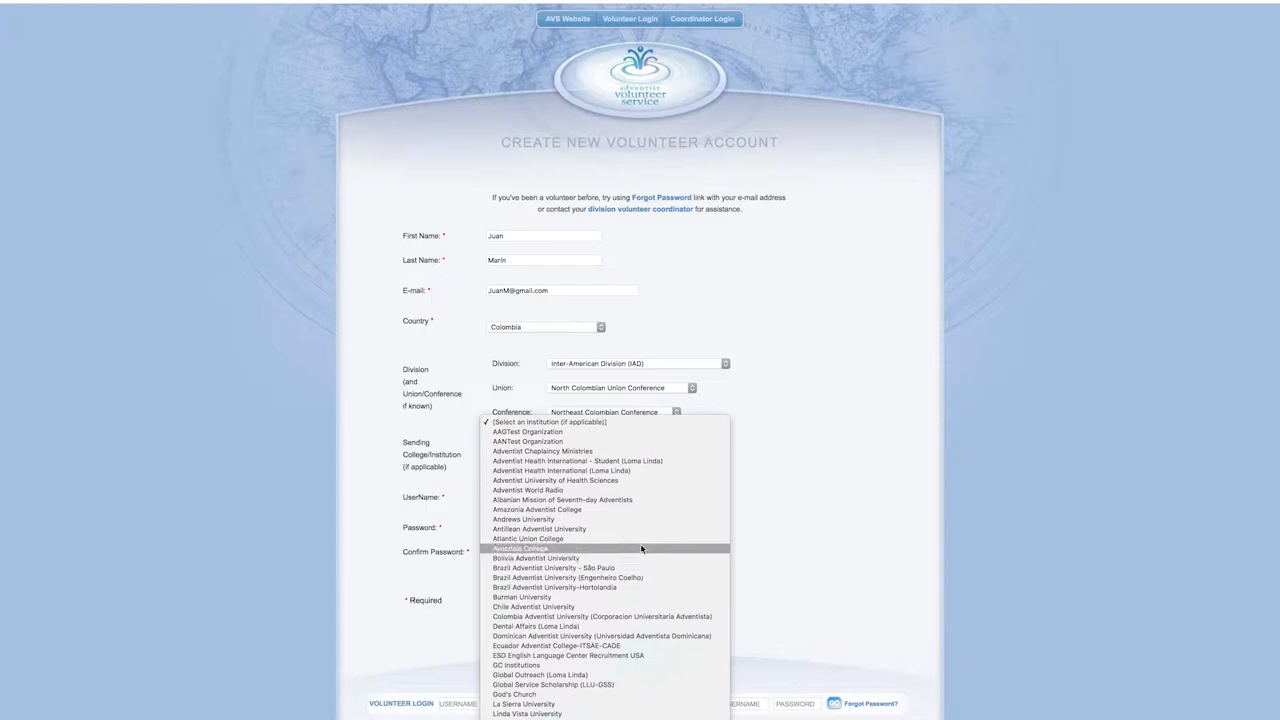 AVS Website Volunteer Login Coordinator Login
adventist
volunteer
service
CREATE NEW VOLUNTEER ACCOUNT
If you've been a volunteer before, try using Forgot Password link with your e-mail address
or contact your division volunteer coordinator for assistance.
First Name: * Juan
Last Name: * Marín
E-mail: * JuanM@gmail.com
Country * Colombia
Division
(and
Union/Conference
if known)
Division: Inter-American Division (IAD)
Union: North Colombian Union Conference
Conference: Northeast Colombian Conference
Sending
College/Institution
(if applicable)
✓ [Select an Institution (if applicable)]
AAGTest Organization
AANTest Organization
Adventist Chaplaincy Ministries
Adventist Health International - Student (Loma Linda)
Adventist Health International (Loma Linda)
Adventist University of Health Sciences
Adventist World Radio
Albanian Mission of Seventh-day Adventists
Amazonia Adventist College
Andrews University
Antillean Adventist University
Atlantic Union College
Avondale College
Bolivia Adventist University
Brazil Adventist University - São Paulo
Brazil Adventist University (Engenheiro Coelho)
Brazil Adventist University-Hortolandia
Burman University
Chile Adventist University
Colombia Adventist University (Corporacion Universitaria Adventista)
Dental Affairs (Loma Linda)
Dominican Adventist University (Universidad Adventista Dominicana)
Ecuador Adventist College-ITSAE-CADE
ESD English Language Center Recruitment USA
GC Institutions
Global Outreach (Loma Linda)
Global Service Scholarship (LLU-GSS)
God's Church
La Sierra University
Linda Vista University
UserName: *
Password: *
Confirm Password: *
* Required
VOLUNTEER LOGIN USERNAME ERNAME PASSWORD GO Forgot Password?